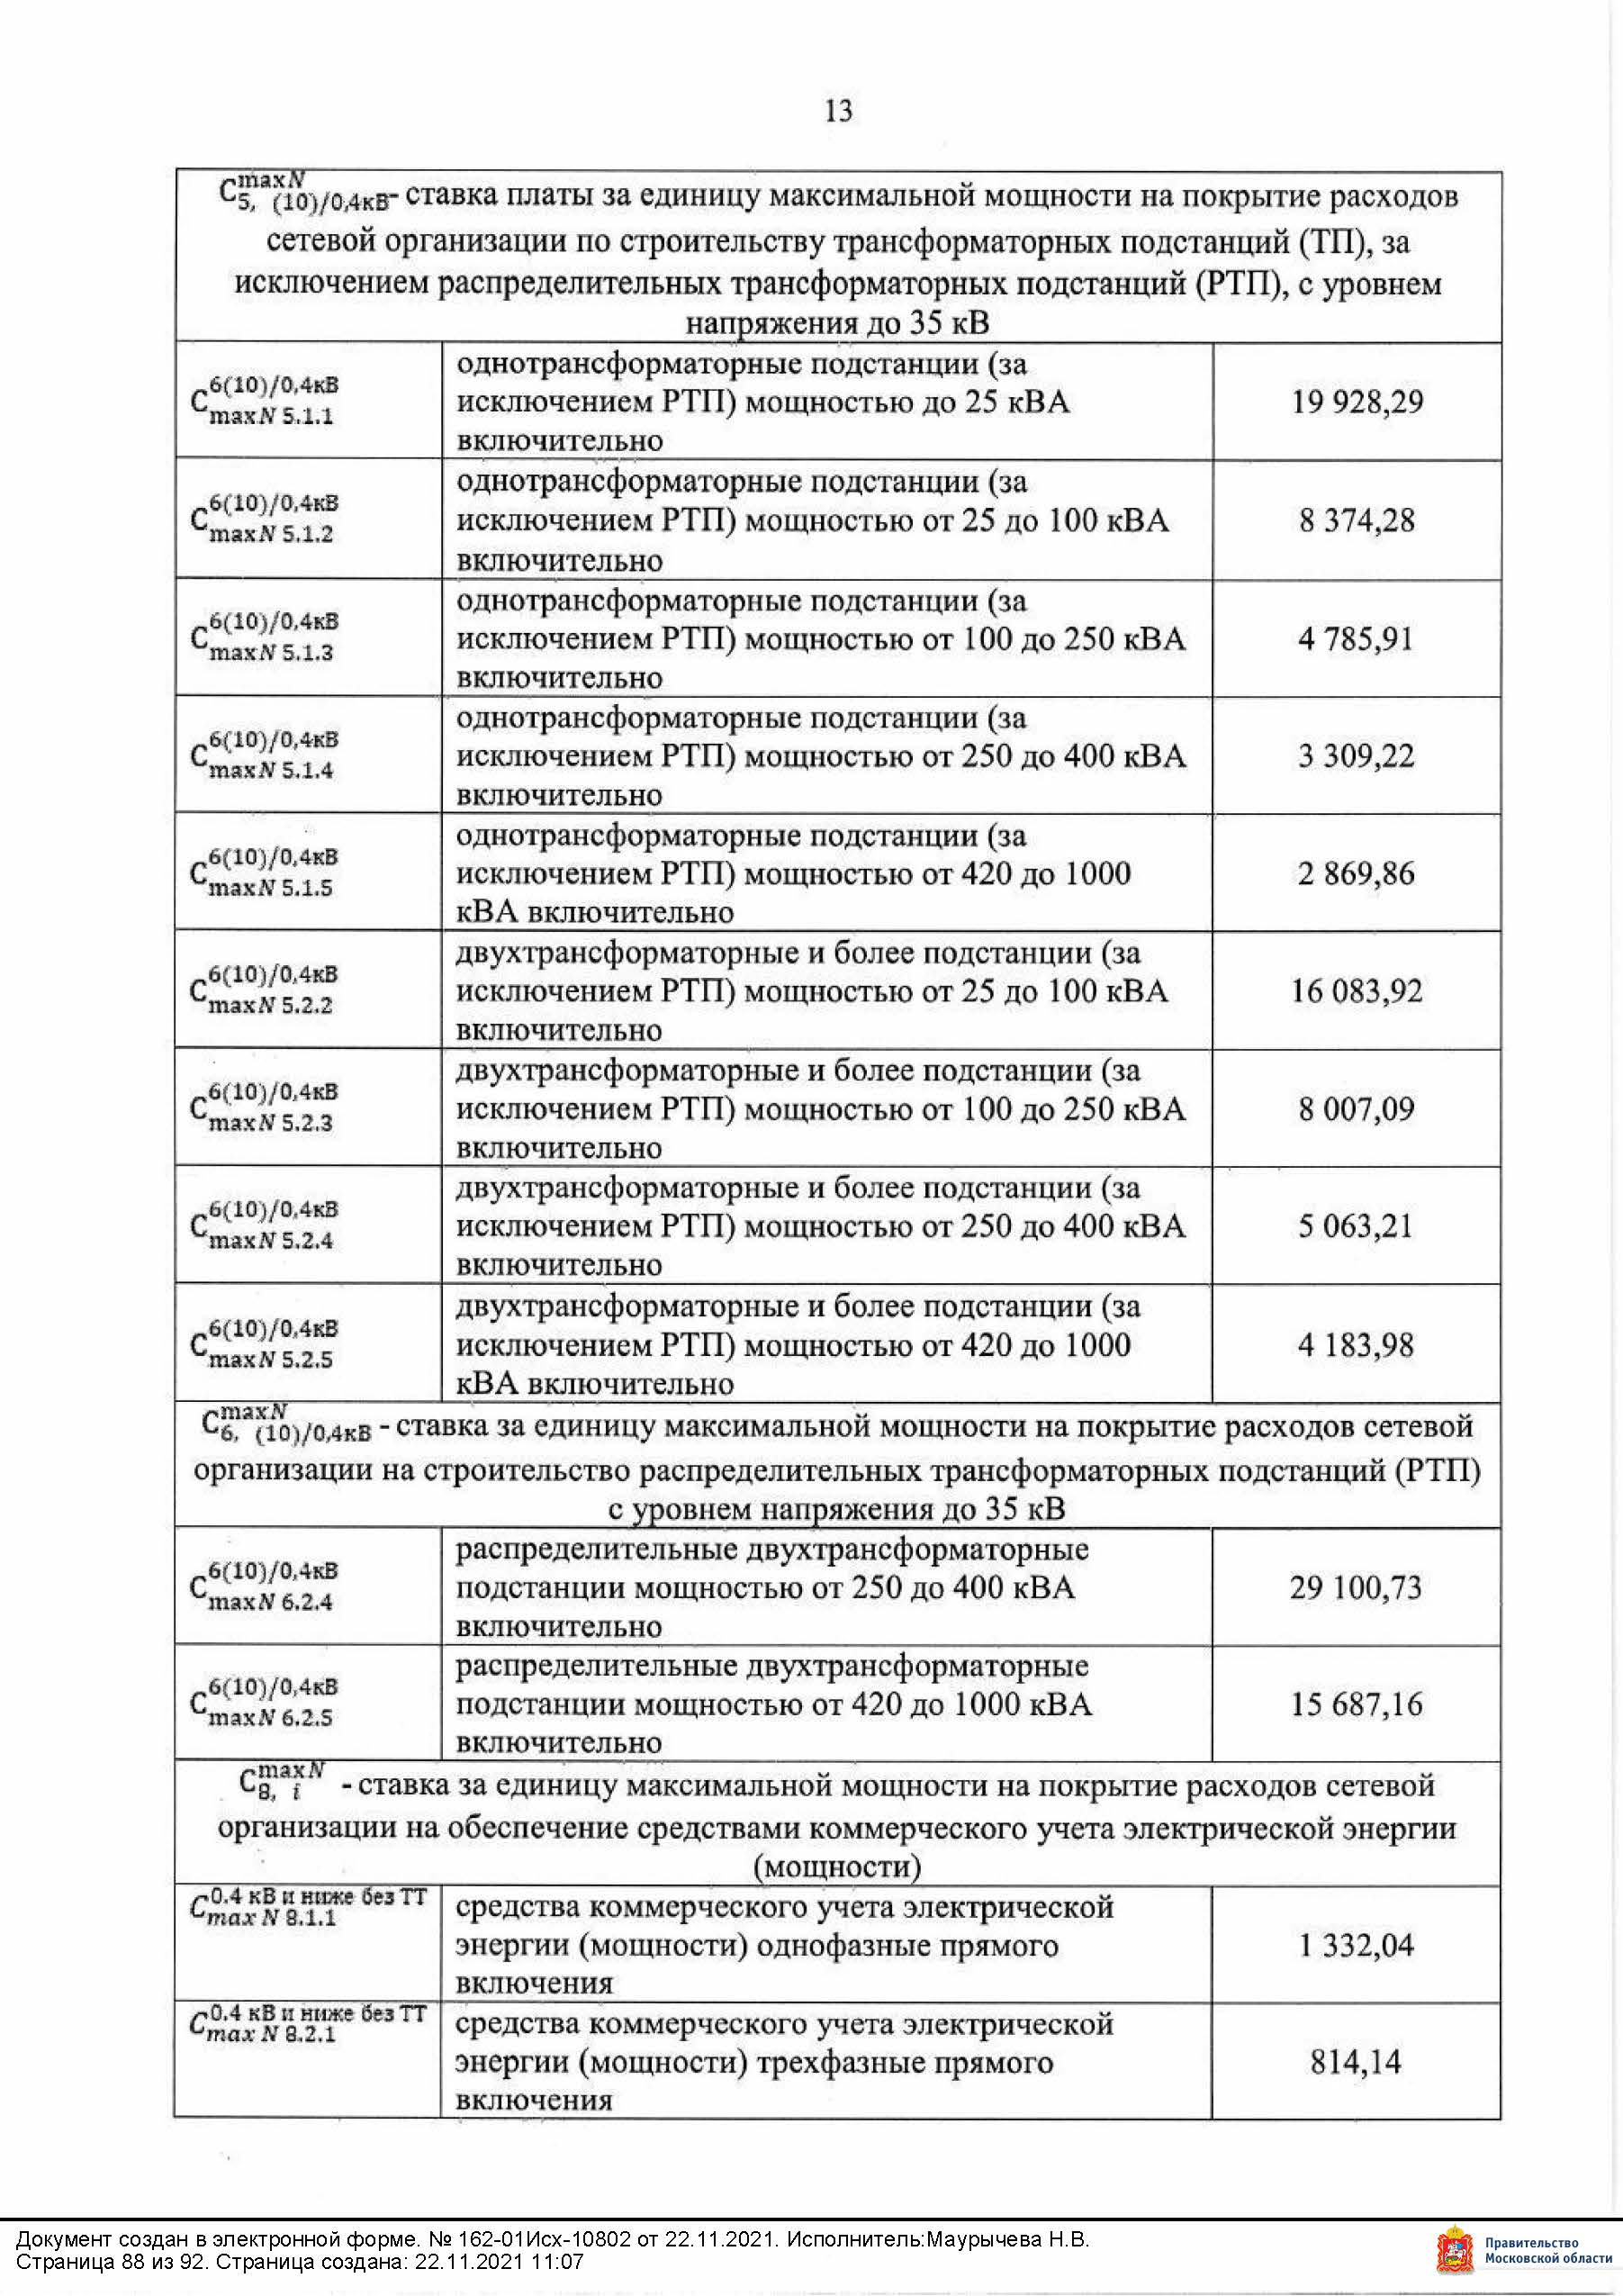 13
C maxN 5, (10)/0,4кВ - ставка платы за единицу максимальной мощности на покрытие расходов
сетевой организации по строительству трансформаторных подстанций (ТП), за
исключением распределительных трансформаторных подстанций (РТП), с уровнем
напряжения до 35 кВ
C 6(10)/0,4кВ maxN 5.1.1
однотрансформаторные подстанции (за
исключением РТП) мощностью до 25 кВА
включительно
19 928,29
C 6(10)/0,4кВ maxN 5.1.2
однотрансформаторные подстанции (за
исключением РТП) мощностью от 25 до 100 кВА
включительно
8 374,28
C 6(10)/0,4кВ maxN 5.1.3
однотрансформаторные подстанции (за
исключением РТП) мощностью от 100 до 250 кВА
включительно
4 785,91
C 6(10)/0,4кВ maxN 5.1.4
однотрансформаторные подстанции (за
исключением РТП) мощностью от 250 до 400 кВА
включительно
3 309,22
C 6(10)/0,4кВ maxN 5.1.5
однотрансформаторные подстанции (за
исключением РТП) мощностью от 420 до 1000
кВА включительно
2 869,86
C 6(10)/0,4кВ maxN 5.2.2
двухтрансформаторные и более подстанции (за
исключением РТП) мощностью от 25 до 100 кВА
включительно
16 083,92
C 6(10)/0,4кВ maxN 5.2.3
двухтрансформаторные и более подстанции (за
исключением РТП) мощностью от 100 до 250 кВА
включительно
8 007,09
C 6(10)/0,4кВ maxN 5.2.4
двухтрансформаторные и более подстанции (за
исключением РТП) мощностью от 250 до 400 кВА
включительно
5 063,21
C 6(10)/0,4кВ maxN 5.2.5
двухтрансформаторные и более подстанции (за
исключением РТП) мощностью от 420 до 1000
кВА включительно
4 183,98
C maxN 6, (10)/0,4кВ - ставка за единицу максимальной мощности на покрытие расходов сетевой
организации на строительство распределительных трансформаторных подстанций (РТП)
с уровнем напряжения до 35 кВ
C 6(10)/0,4кВ maxN 6.2.4
распределительные двухтрансформаторные
подстанции мощностью от 250 до 400 кВА
включительно
29 100,73
C 6(10)/0,4кВ maxN 6.2.5
распределительные двухтрансформаторные
подстанции мощностью от 420 до 1000 кВА
включительно
15 687,16
C maxN 8, i - ставка за единицу максимальной мощности на покрытие расходов сетевой
организации на обеспечение средствами коммерческого учета электрической энергии
(мощности)
C 0.4 кВ и ниже без ТТ max N 8.1.1
средства коммерческого учета электрической
энергии (мощности) однофазные прямого
включения
1 332,04
C 0.4 кВ и ниже без ТТ max N 8.2.1
средства коммерческого учета электрической
энергии (мощности) трехфазные прямого
включения
814,14
Документ создан в электронной форме. № 162-01Исх-10802 от 22.11.2021. Исполнитель:Маурычева Н.В.
Страница 88 из 92. Страница создана: 22.11.2021 11:07
Правительство
Московской области